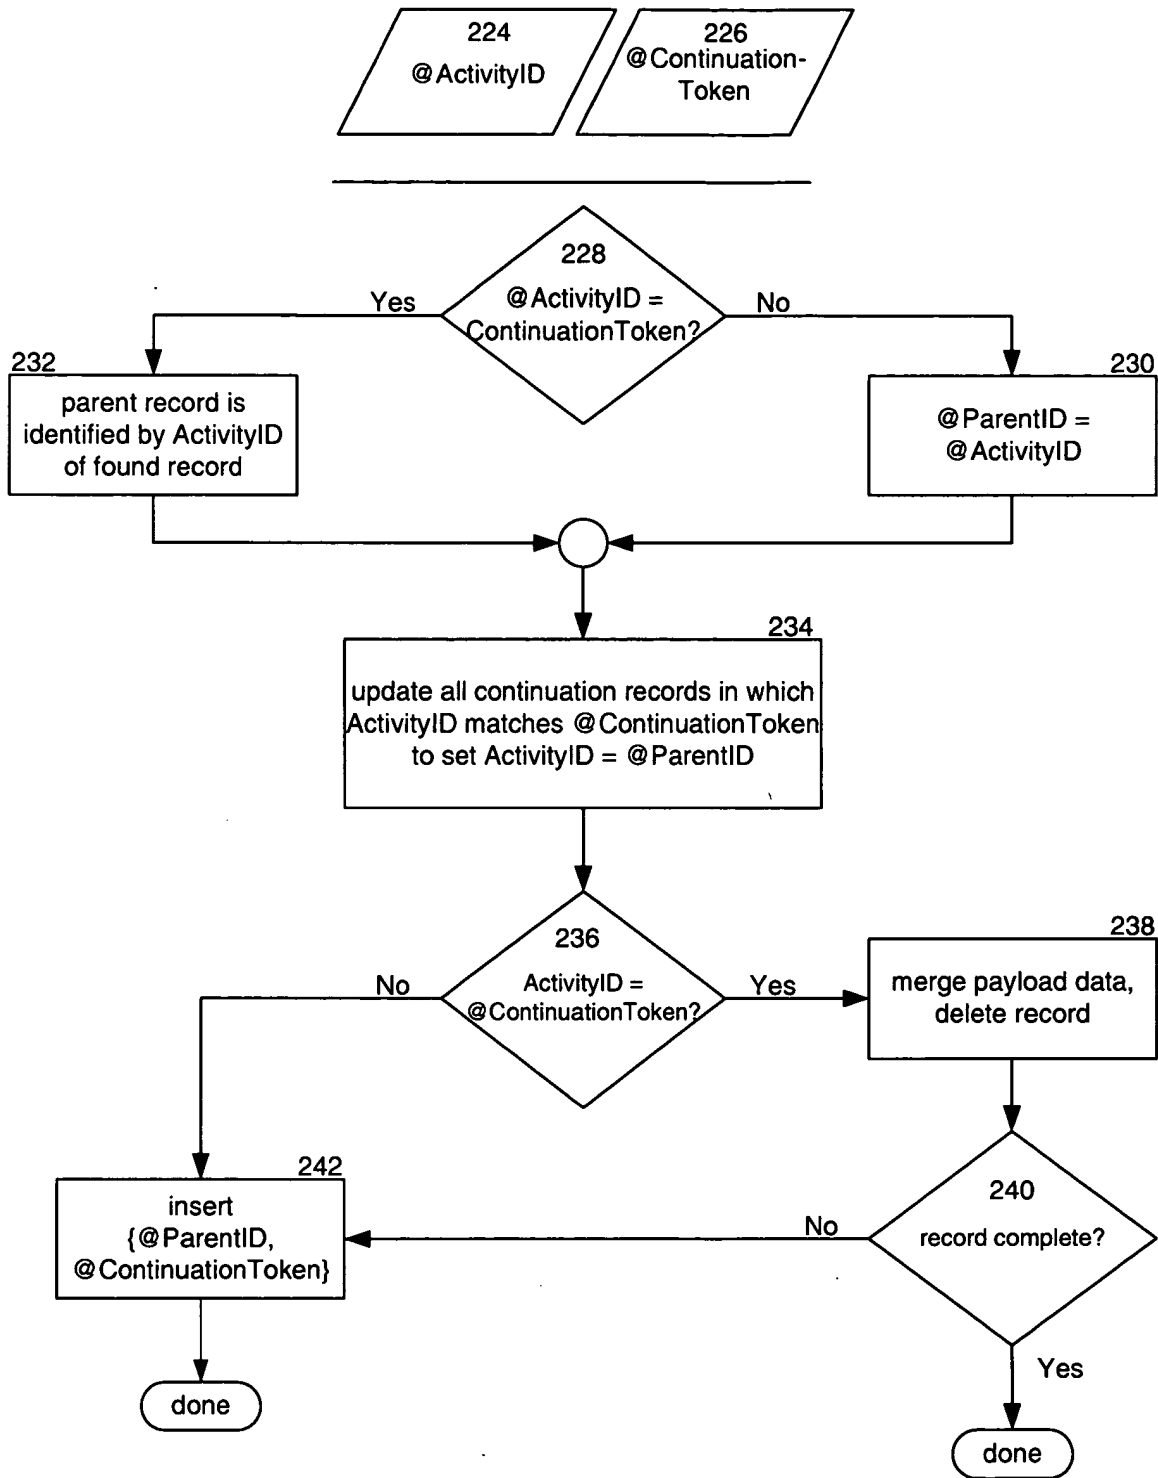 224
@ActivityID
226
@Continuation-
Token
228
@ActivityID =
ContinuationToken?
Yes
No
232
parent record is
identified by ActivityID
of found record
230
@ParentID =
@ActivityID
234
update all continuation records in which
ActivityID matches @ContinuationToken
to set ActivityID = @ParentID
236
ActivityID =
@ContinuationToken?
No
Yes
238
merge payload data,
delete record
240
record complete?
No
Yes
242
insert
{@ParentID,
@ContinuationToken}
done
done